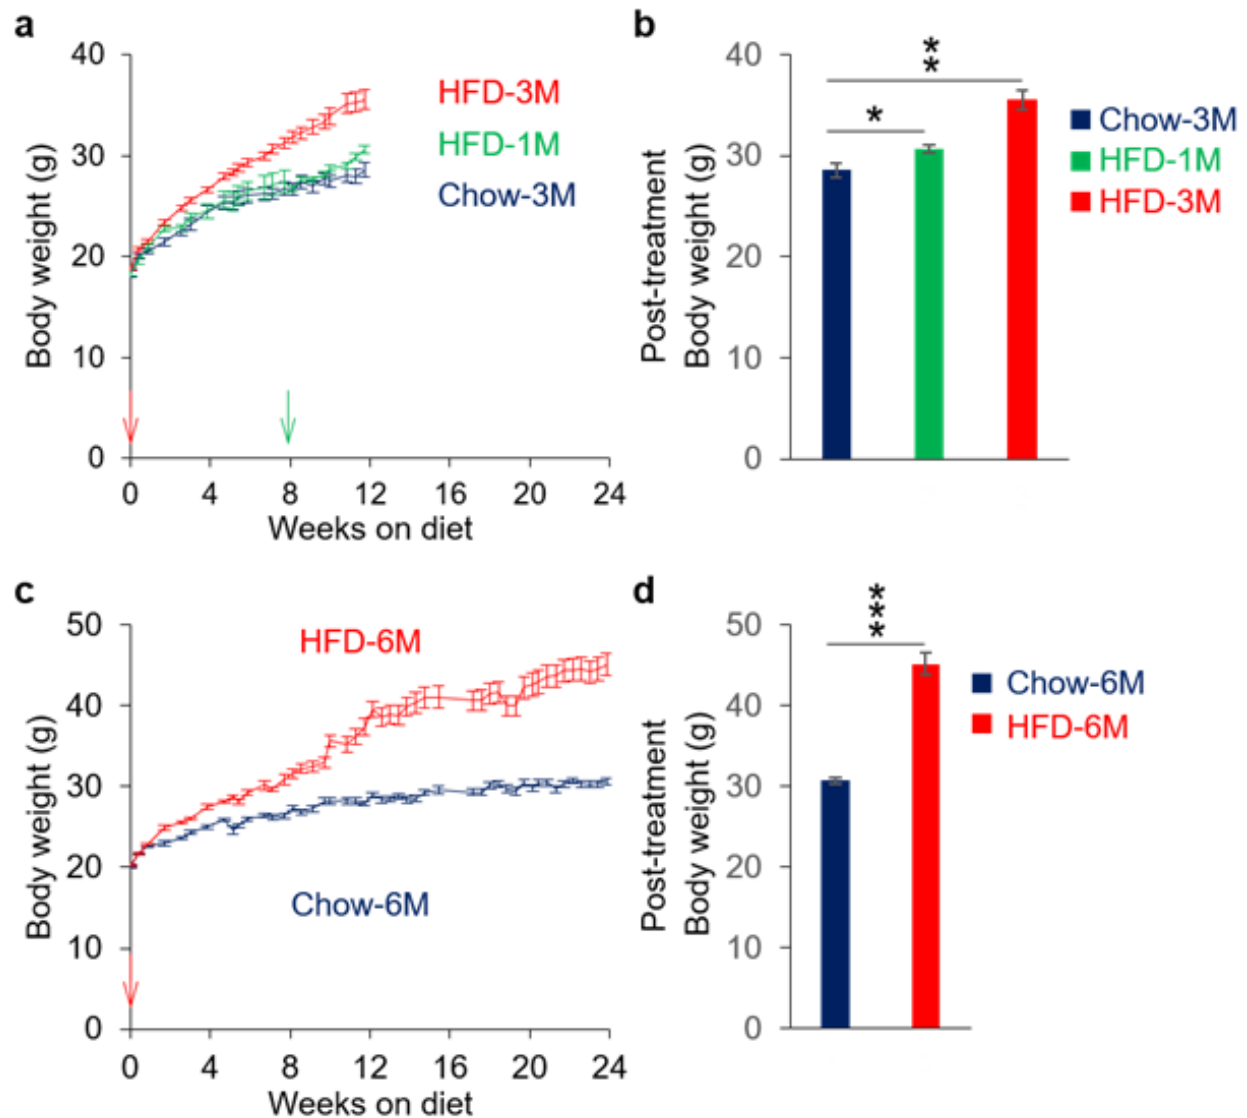 a
40
30
20
10
0
Body weight (g)
HFD-3M
HFD-1M
Chow-3M
0 4 8 12 16 20 24
Weeks on diet
b
40
30
20
10
0
Post-treatment
Body weight (g)
*
**
Chow-3M
HFD-1M
HFD-3M
c
50
40
30
20
10
0
Body weight (g)
HFD-6M
Chow-6M
0 4 8 12 16 20 24
Weeks on diet
d
50
40
30
20
10
0
Post-treatment
Body weight (g)
***
Chow-6M
HFD-6M